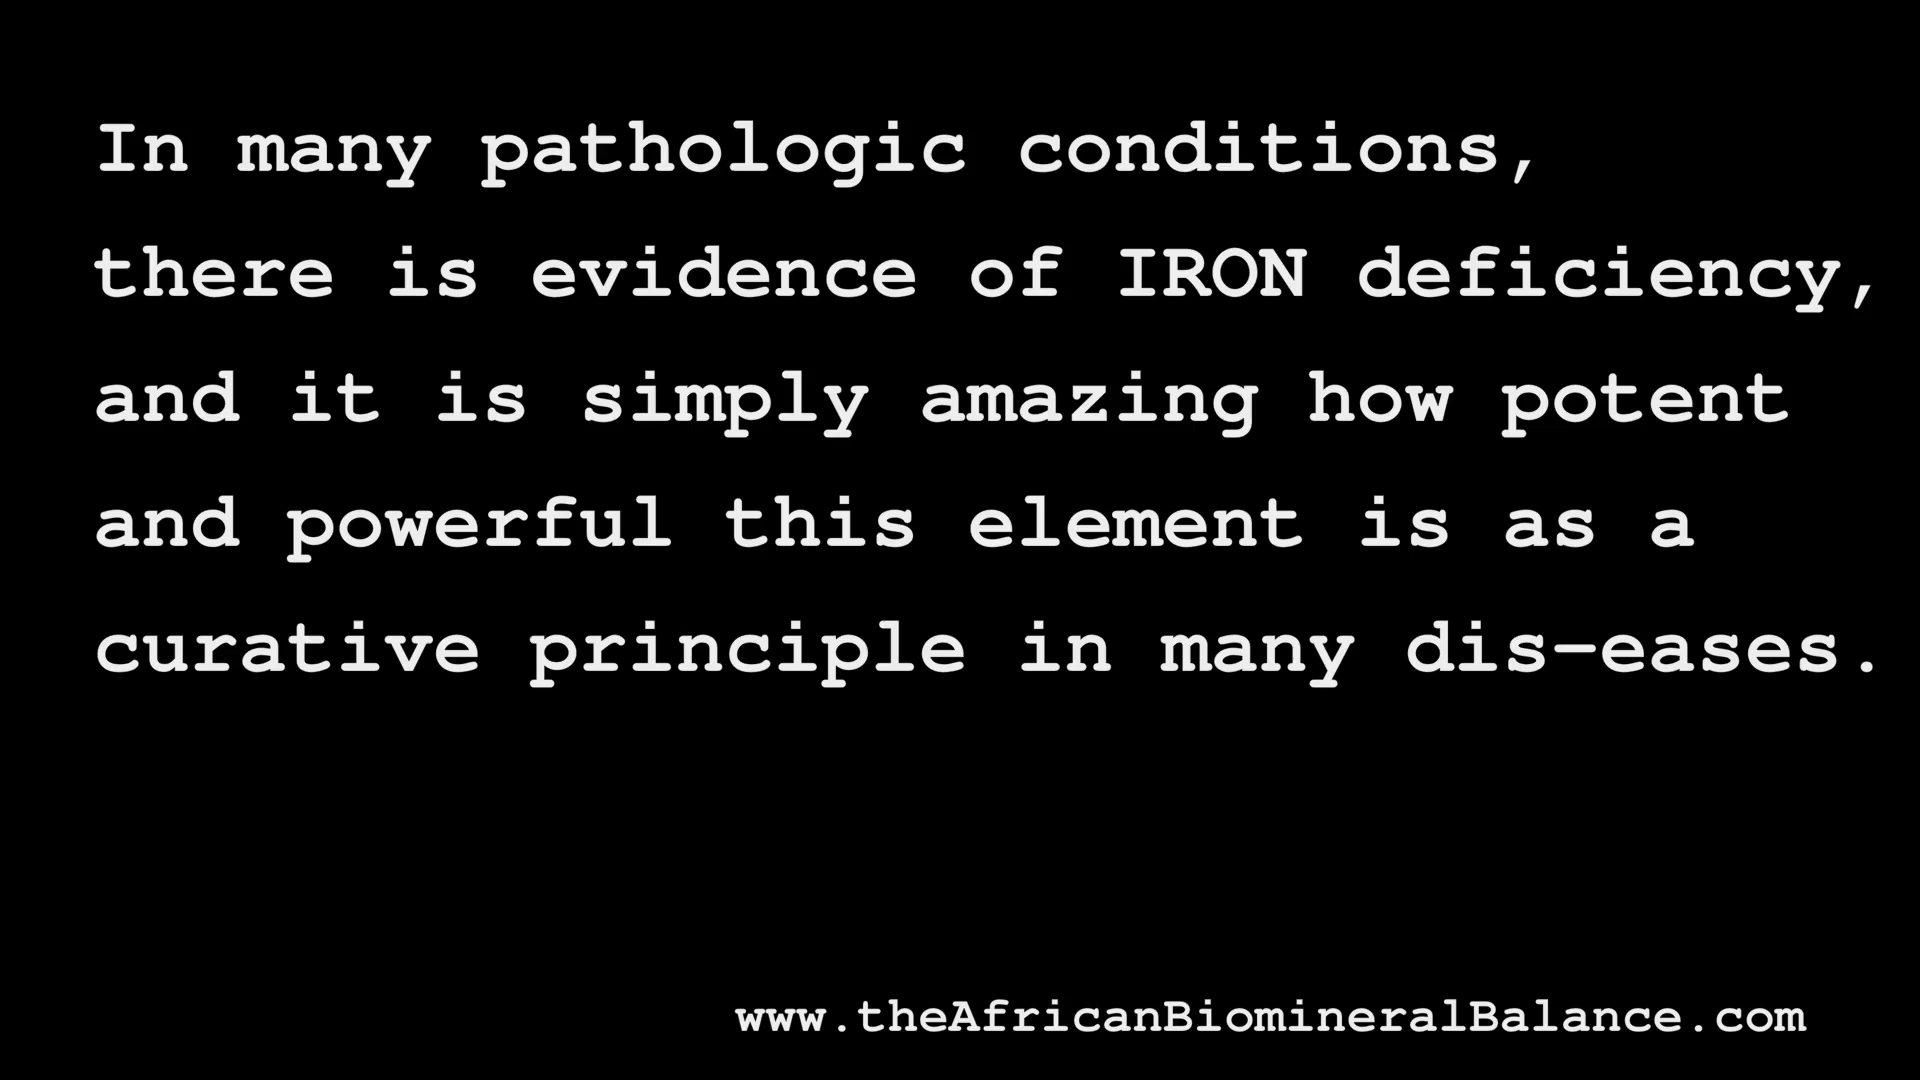 In many pathologic conditions,
there is evidence of IRON deficiency,
and it is simply amazing how potent
and powerful this element is as a
curative principle in many dis-eases.
www.theAfricanBiomineralBalance.com